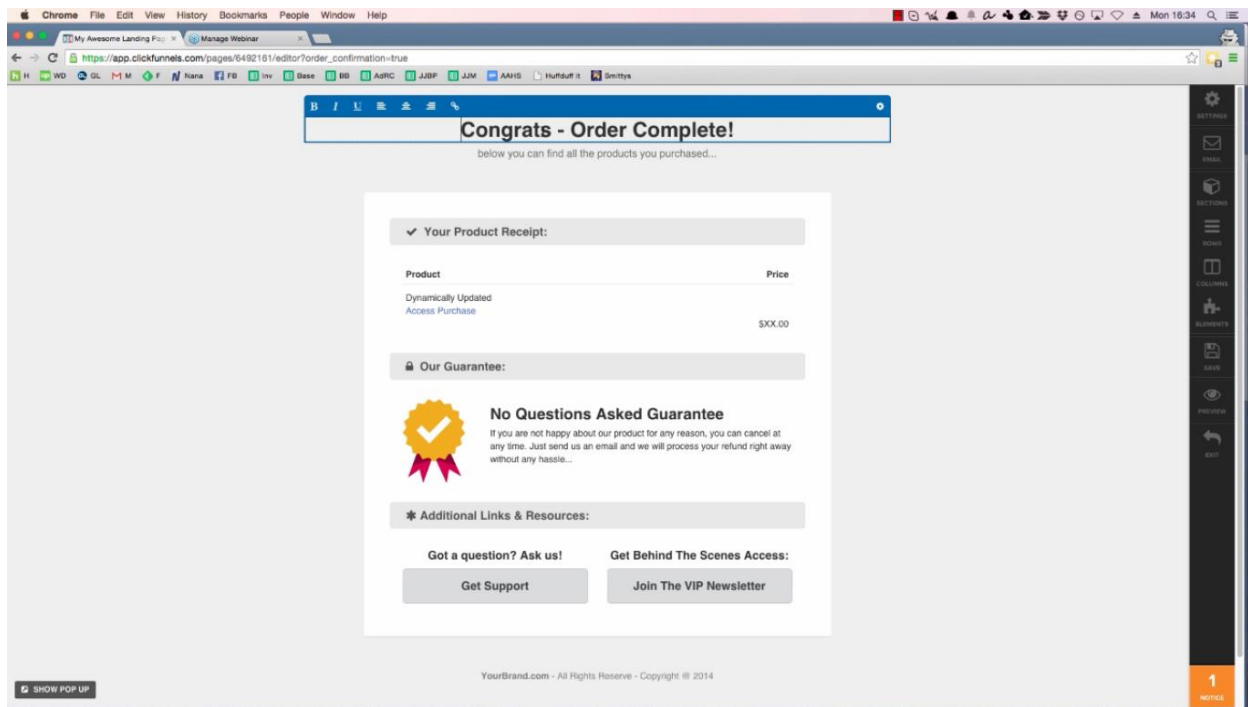 Chrome File Edit View History Bookmarks People Window Help
Mon 16:34
My Awesome Landing Pag
Manage Webinar
https://app.clickfunnels.com/pages/6492161/editor?order_confirmation=true
H WD GL M F Nana FB Inv Base BB AdRC JJBF JJM AAHS Huffduff it Smittys
B I U
Congrats - Order Complete!
below you can find all the products you purchased...
SETTINGS
EMAIL
SECTIONS
ROWS
COLUMNS
ELEMENTS
SAVE
PREVIEW
EXIT
Your Product Receipt:
Product Price
Dynamically Updated
Access Purchase
$XX.00
Our Guarantee:
No Questions Asked Guarantee
If you are not happy about our product for any reason, you can cancel at
any time. Just send us an email and we will process your refund right away
without any hassle...
Additional Links & Resources:
Got a question? Ask us! Get Behind The Scenes Access:
Get Support Join The VIP Newsletter
YourBrand.com - All Rights Reserve - Copyright @ 2014
SHOW POP UP
1
NOTICE